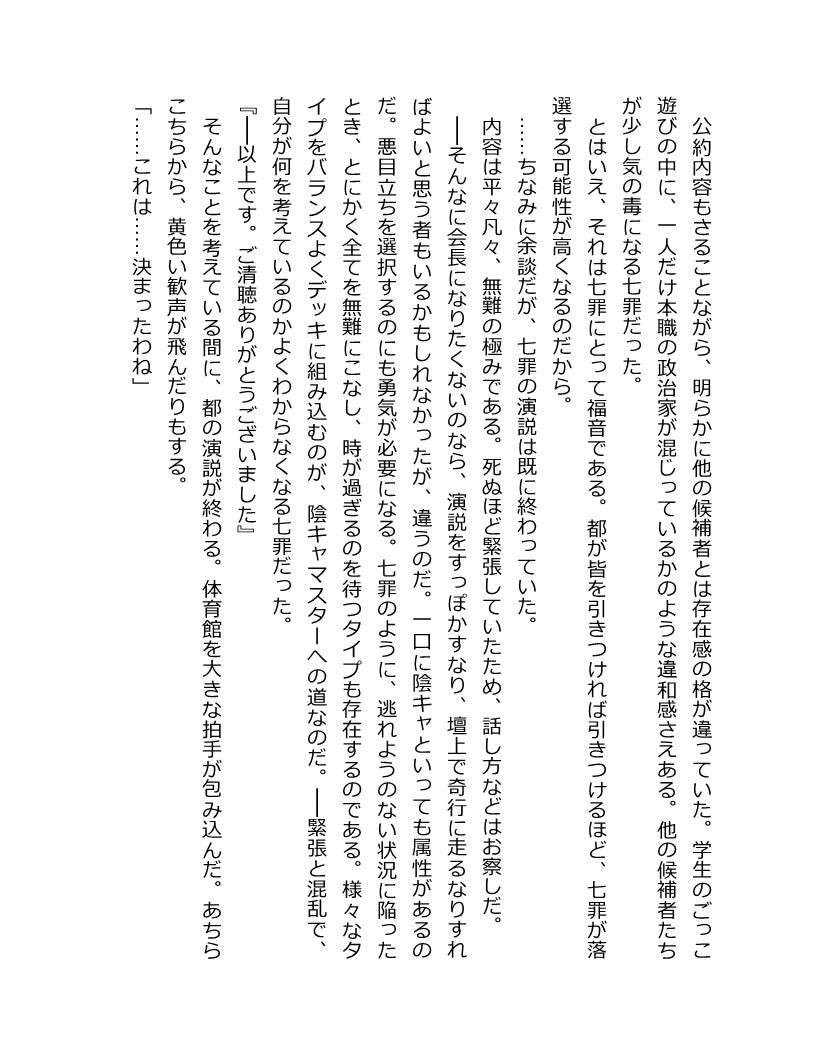 公約内容もさることながら、明らかに他の候補者とは存在感の格が違っていた。学生のごっこ
遊びの中に、一人だけ本職の政治家が混じっているかのような違和感さえある。他の候補者たち
が少し気の毒になる七罪だった。
　とはいえ、それは七罪にとって福音である。都が皆を引きつければ引きつけるほど、七罪が落
選する可能性が高くなるのだから。
　……ちなみに余談だが、七罪の演説は既に終わっていた。
　内容は平々凡々、無難の極みである。死ぬほど緊張していたため、話し方などはお察しだ。
　――そんなに会長になりたくないのなら、演説をすっぽかすなり、壇上で奇行に走るなりすれ
ばよいと思う者もいるかもしれなかったが、違うのだ。一口に陰キャといっても属性があるの
だ。悪目立ちを選択するのにも勇気が必要になる。七罪のように、逃れようのない状況に陥った
とき、とにかく全てを無難にこなし、時が過ぎるのを待つタイプも存在するのである。様々なタ
イプをバランスよくデッキに組み込むのが、陰キャマスターへの道なのだ。――緊張と混乱で、
自分が何を考えているのかよくわからなくなる七罪だった。
『――以上です。ご清聴ありがとうございました』
　そんなことを考えている間に、都の演説が終わる。体育館を大きな拍手が包み込んだ。あちら
こちらから、黄色い歓声が飛んだりもする。
「……これは……決まったわね」